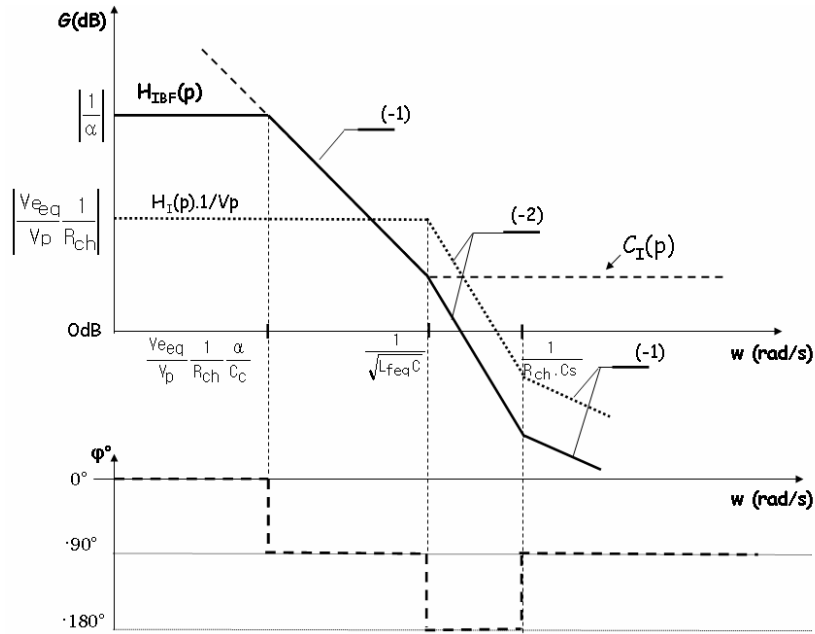 G(dB)
H_IBF(p)
|1/α|
(-1)
H_I(p).1/Vp
|Ve_eq/Vp 1/R_ch|
(-2)
C_I(p)
0dB
Ve_eq/Vp 1/R_ch α/C_c
1/√(L_feq C)
1/(R_ch . Cs)
(-1)
w (rad/s)
φ°
0°
w (rad/s)
·90°
·180°